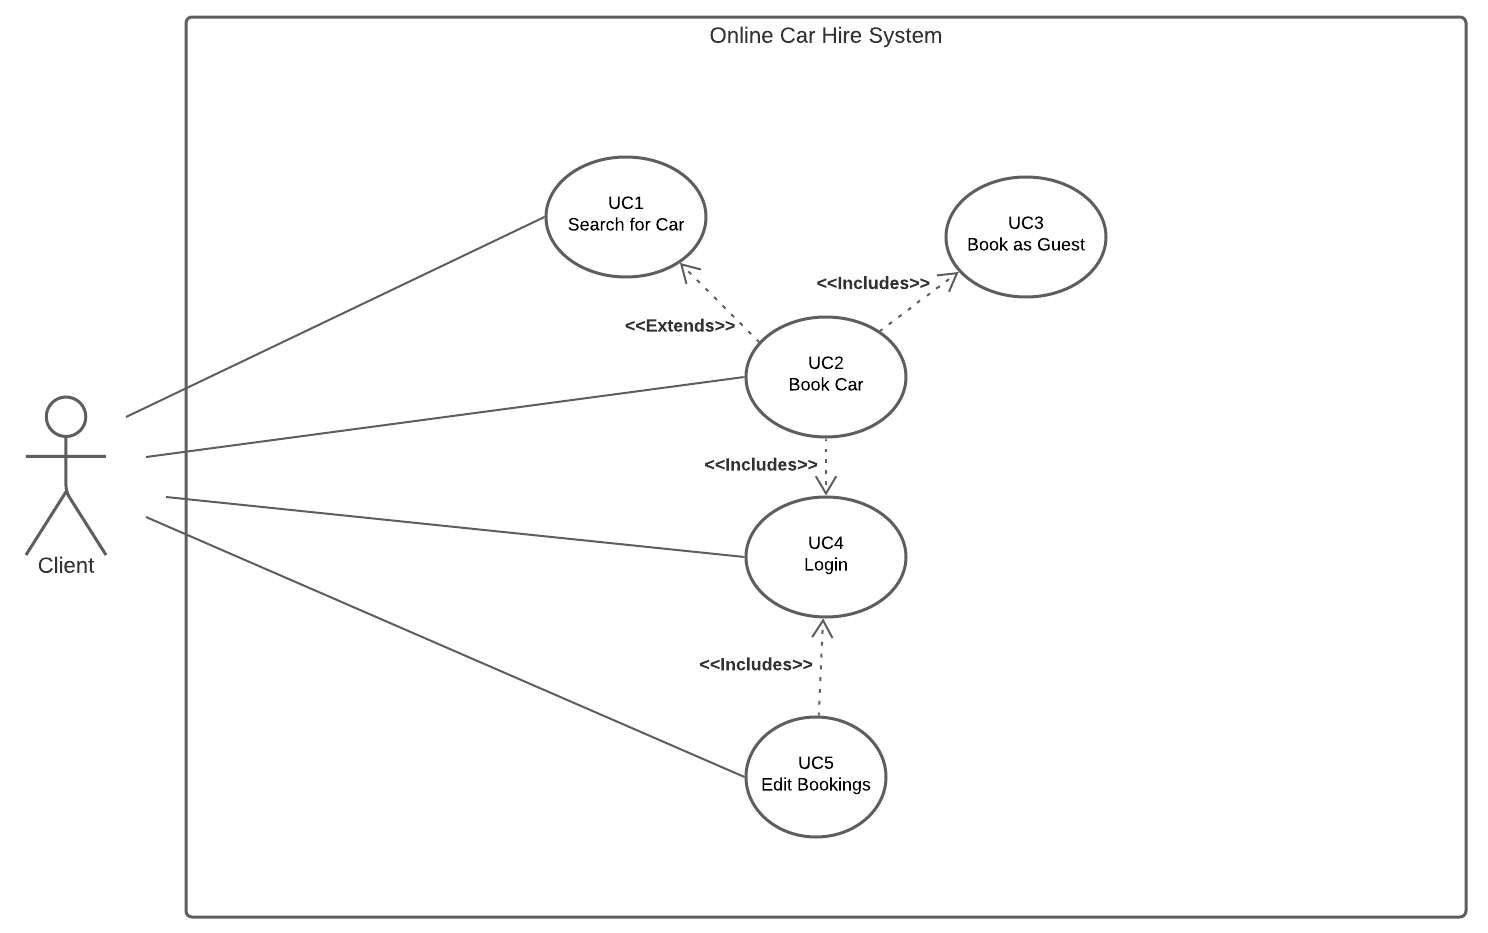 Online Car Hire System
UC1
Search for Car
UC3
Book as Guest
<<Includes>>
<<Extends>>
UC2
Book Car
<<Includes>>
UC4
Login
Client
<<Includes>>
UC5
Edit Bookings